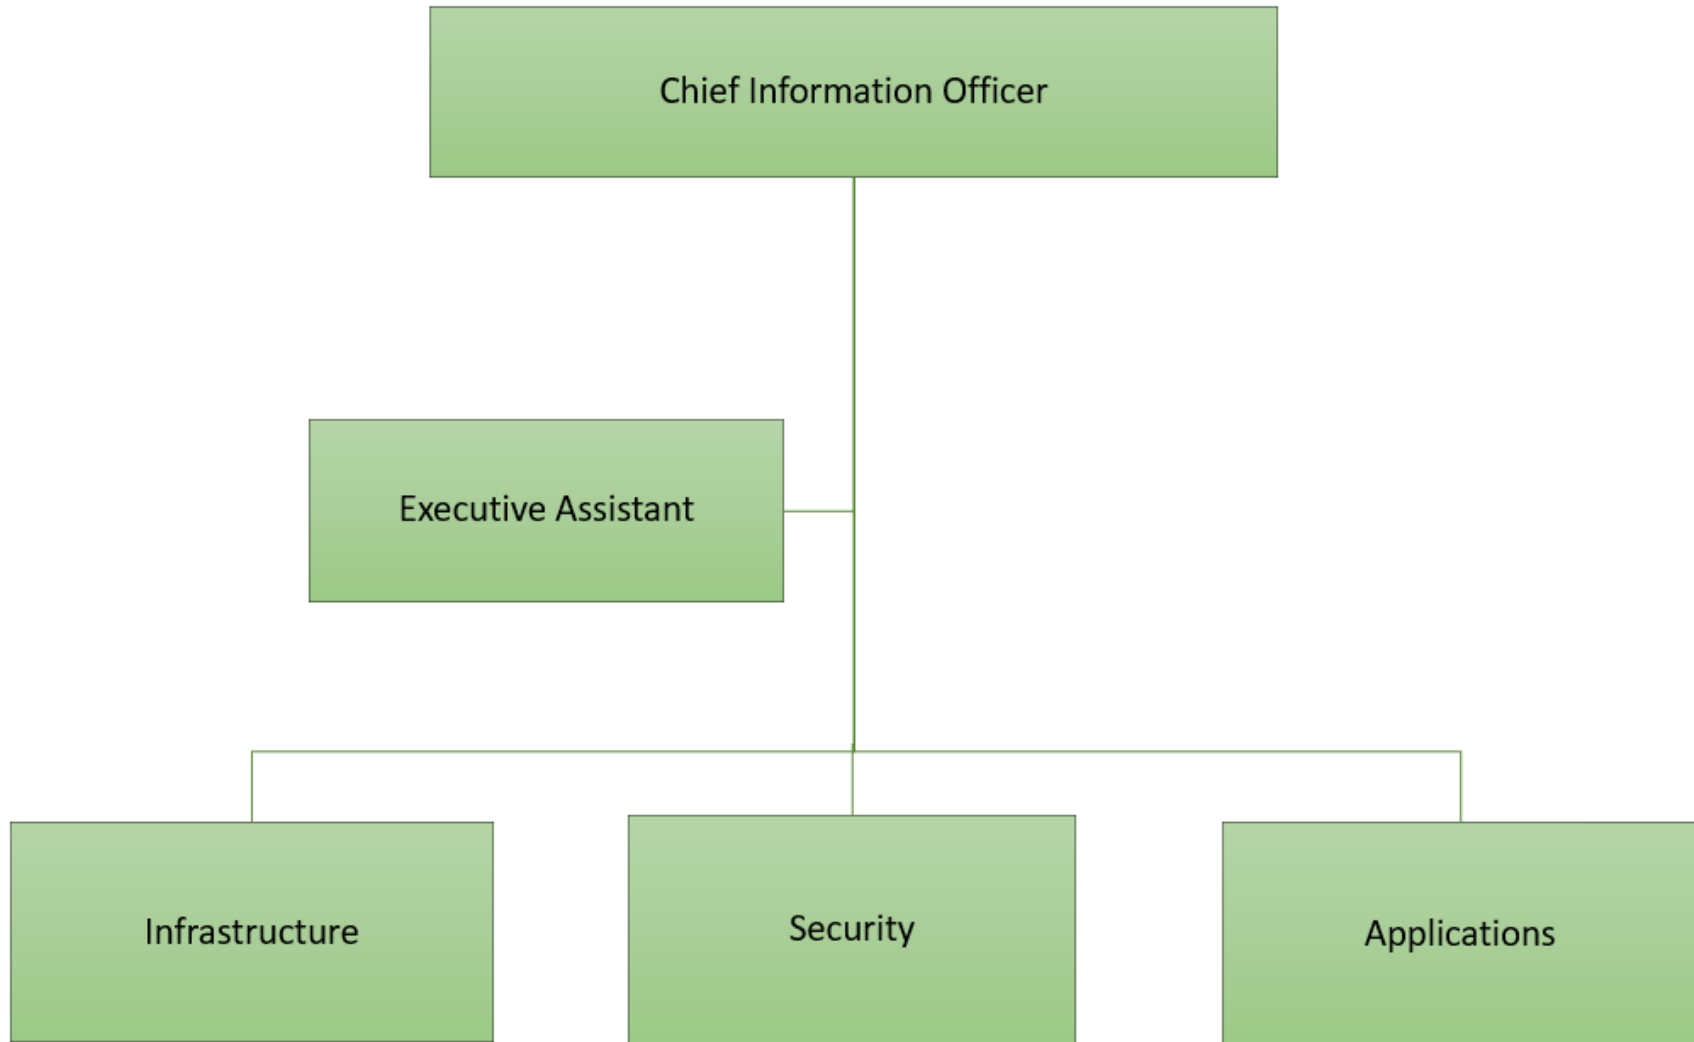 Chief Information Officer
Executive Assistant
Infrastructure
Security
Applications